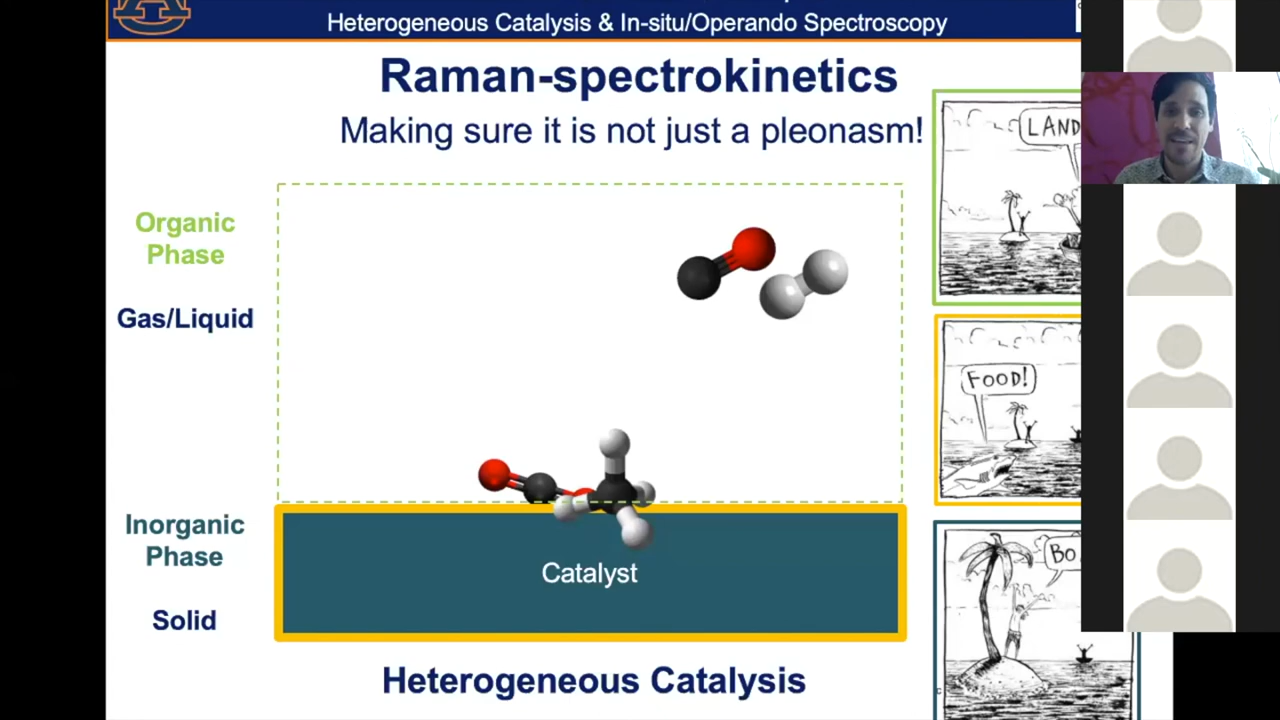 Heterogeneous Catalysis & In-situ/Operando Spectroscopy
Raman-spectrokinetics
Making sure it is not just a pleonasm!
LAND
Organic
Phase
Gas/Liquid
FOOD!
Inorganic
Phase
Catalyst
BO
Solid
Heterogeneous Catalysis